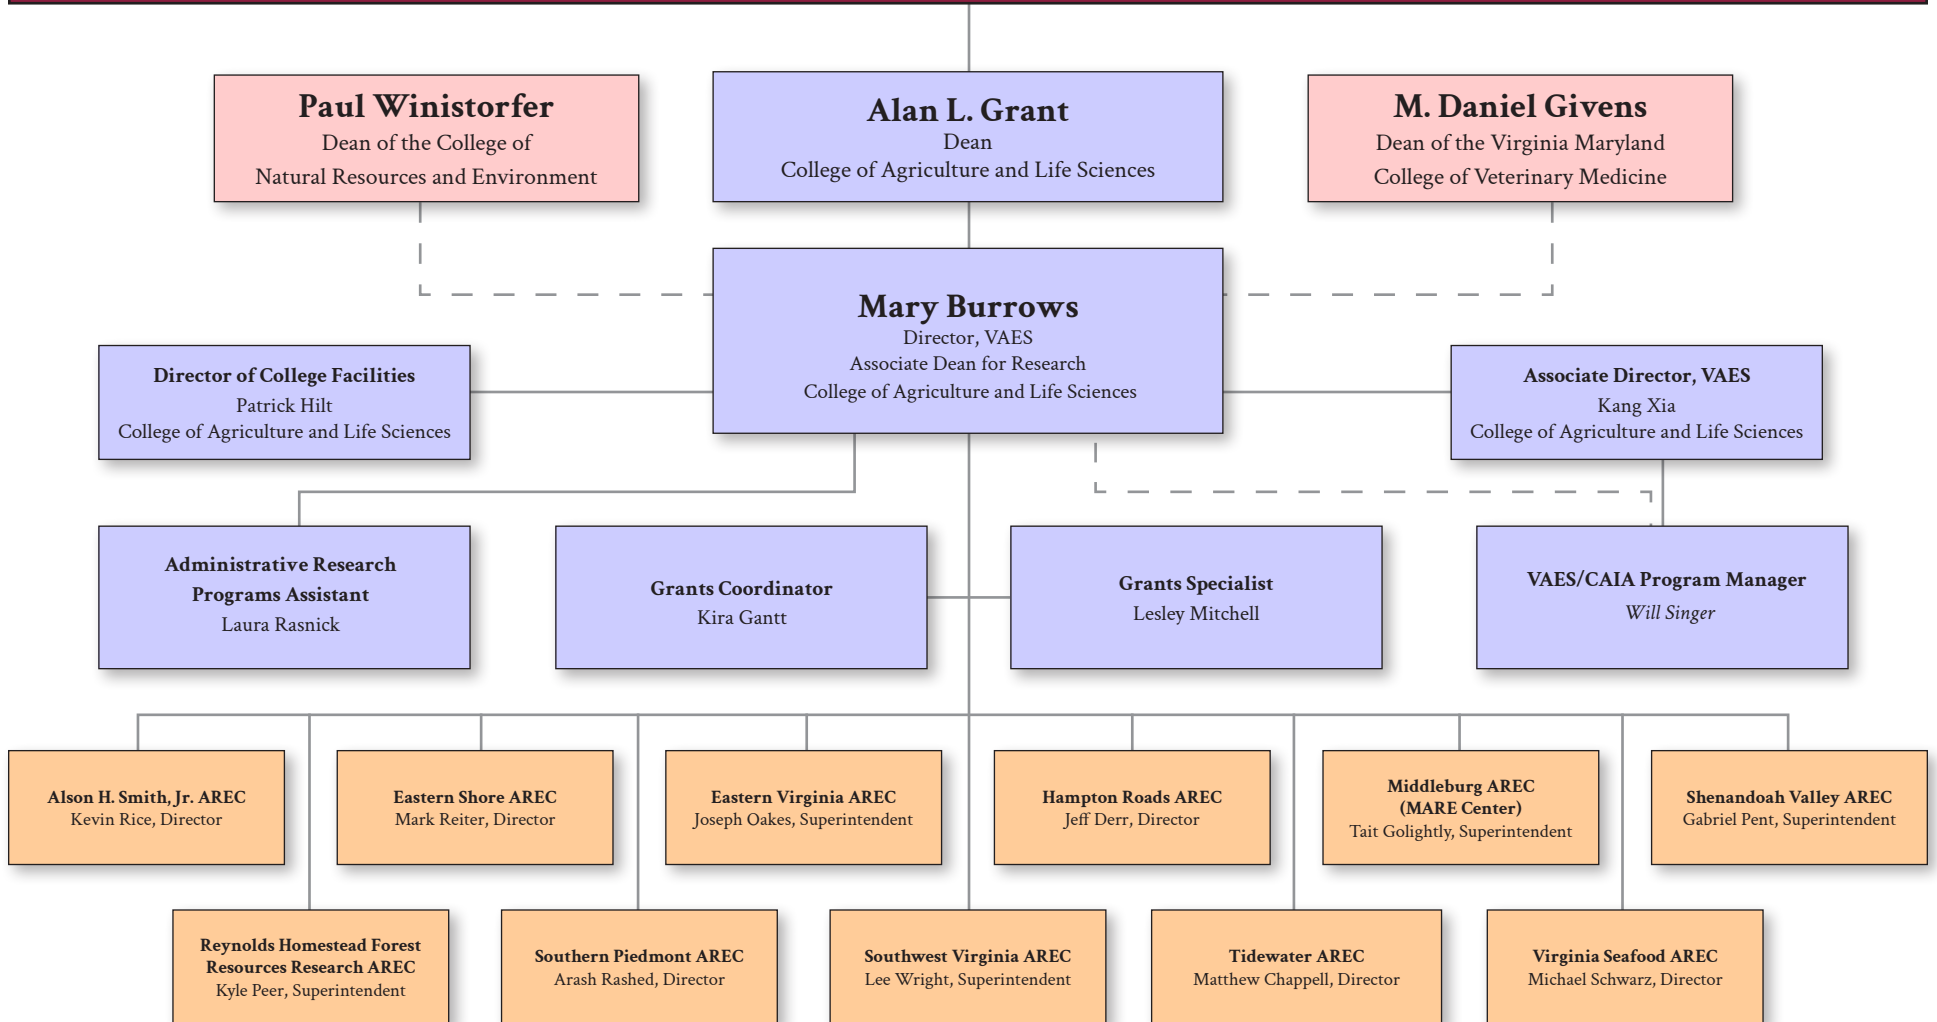 Paul Winistorfer
Dean of the College of
Natural Resources and Environment
Alan L. Grant
Dean
College of Agriculture and Life Sciences
M. Daniel Givens
Dean of the Virginia Maryland
College of Veterinary Medicine
Mary Burrows
Director, VAES
Associate Dean for Research
College of Agriculture and Life Sciences
Director of College Facilities
Patrick Hilt
College of Agriculture and Life Sciences
Associate Director, VAES
Kang Xia
College of Agriculture and Life Sciences
Administrative Research
Programs Assistant
Laura Rasnick
Grants Coordinator
Kira Gantt
Grants Specialist
Lesley Mitchell
VAES/CAIA Program Manager
Will Singer
Alson H. Smith, Jr. AREC
Kevin Rice, Director
Eastern Shore AREC
Mark Reiter, Director
Eastern Virginia AREC
Joseph Oakes, Superintendent
Hampton Roads AREC
Jeff Derr, Director
Middleburg AREC
(MARE Center)
Tait Golightly, Superintendent
Shenandoah Valley AREC
Gabriel Pent, Superintendent
Reynolds Homestead Forest
Resources Research AREC
Kyle Peer, Superintendent
Southern Piedmont AREC
Arash Rashed, Director
Southwest Virginia AREC
Lee Wright, Superintendent
Tidewater AREC
Matthew Chappell, Director
Virginia Seafood AREC
Michael Schwarz, Director